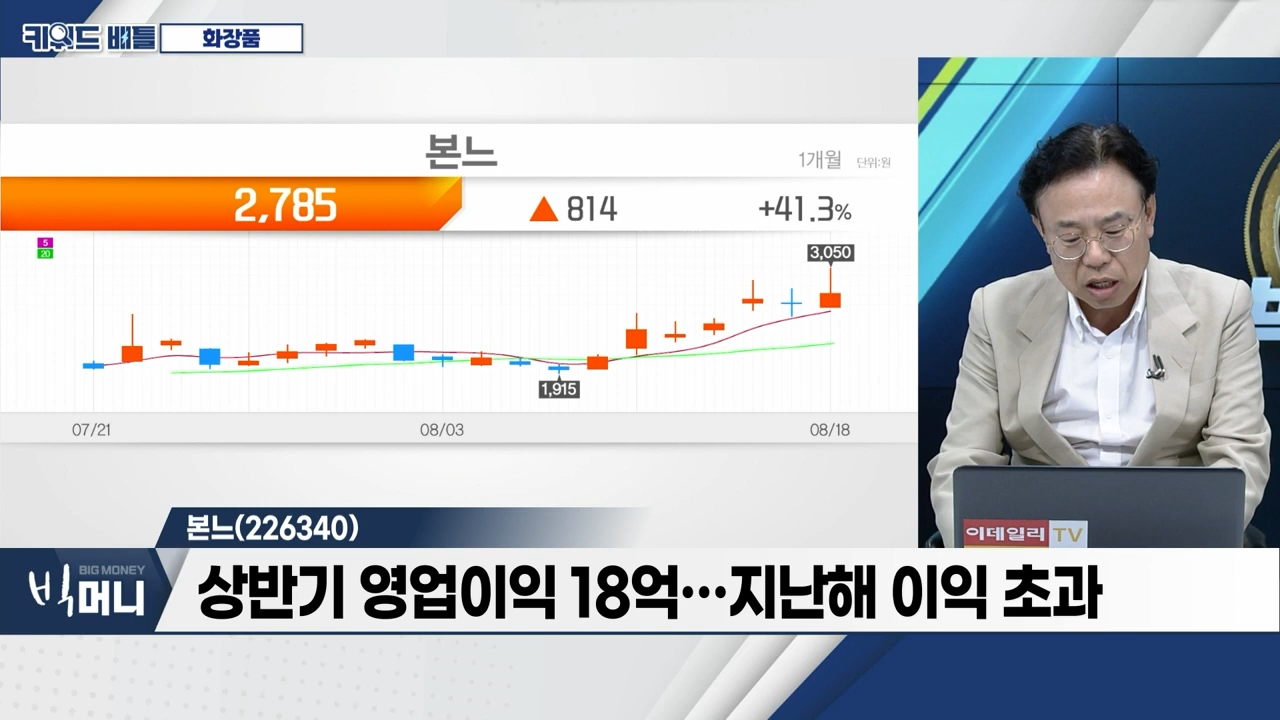 키워드 배틀 화장품
본느
1개월 단위:원
2,785 ▲ 814 +41.3%
5
20
3,050
1,915
07/21 08/03 08/18
이데일리 TV
본느(226340)
BIG MONEY
빅머니
상반기 영업이익 18억…지난해 이익 초과